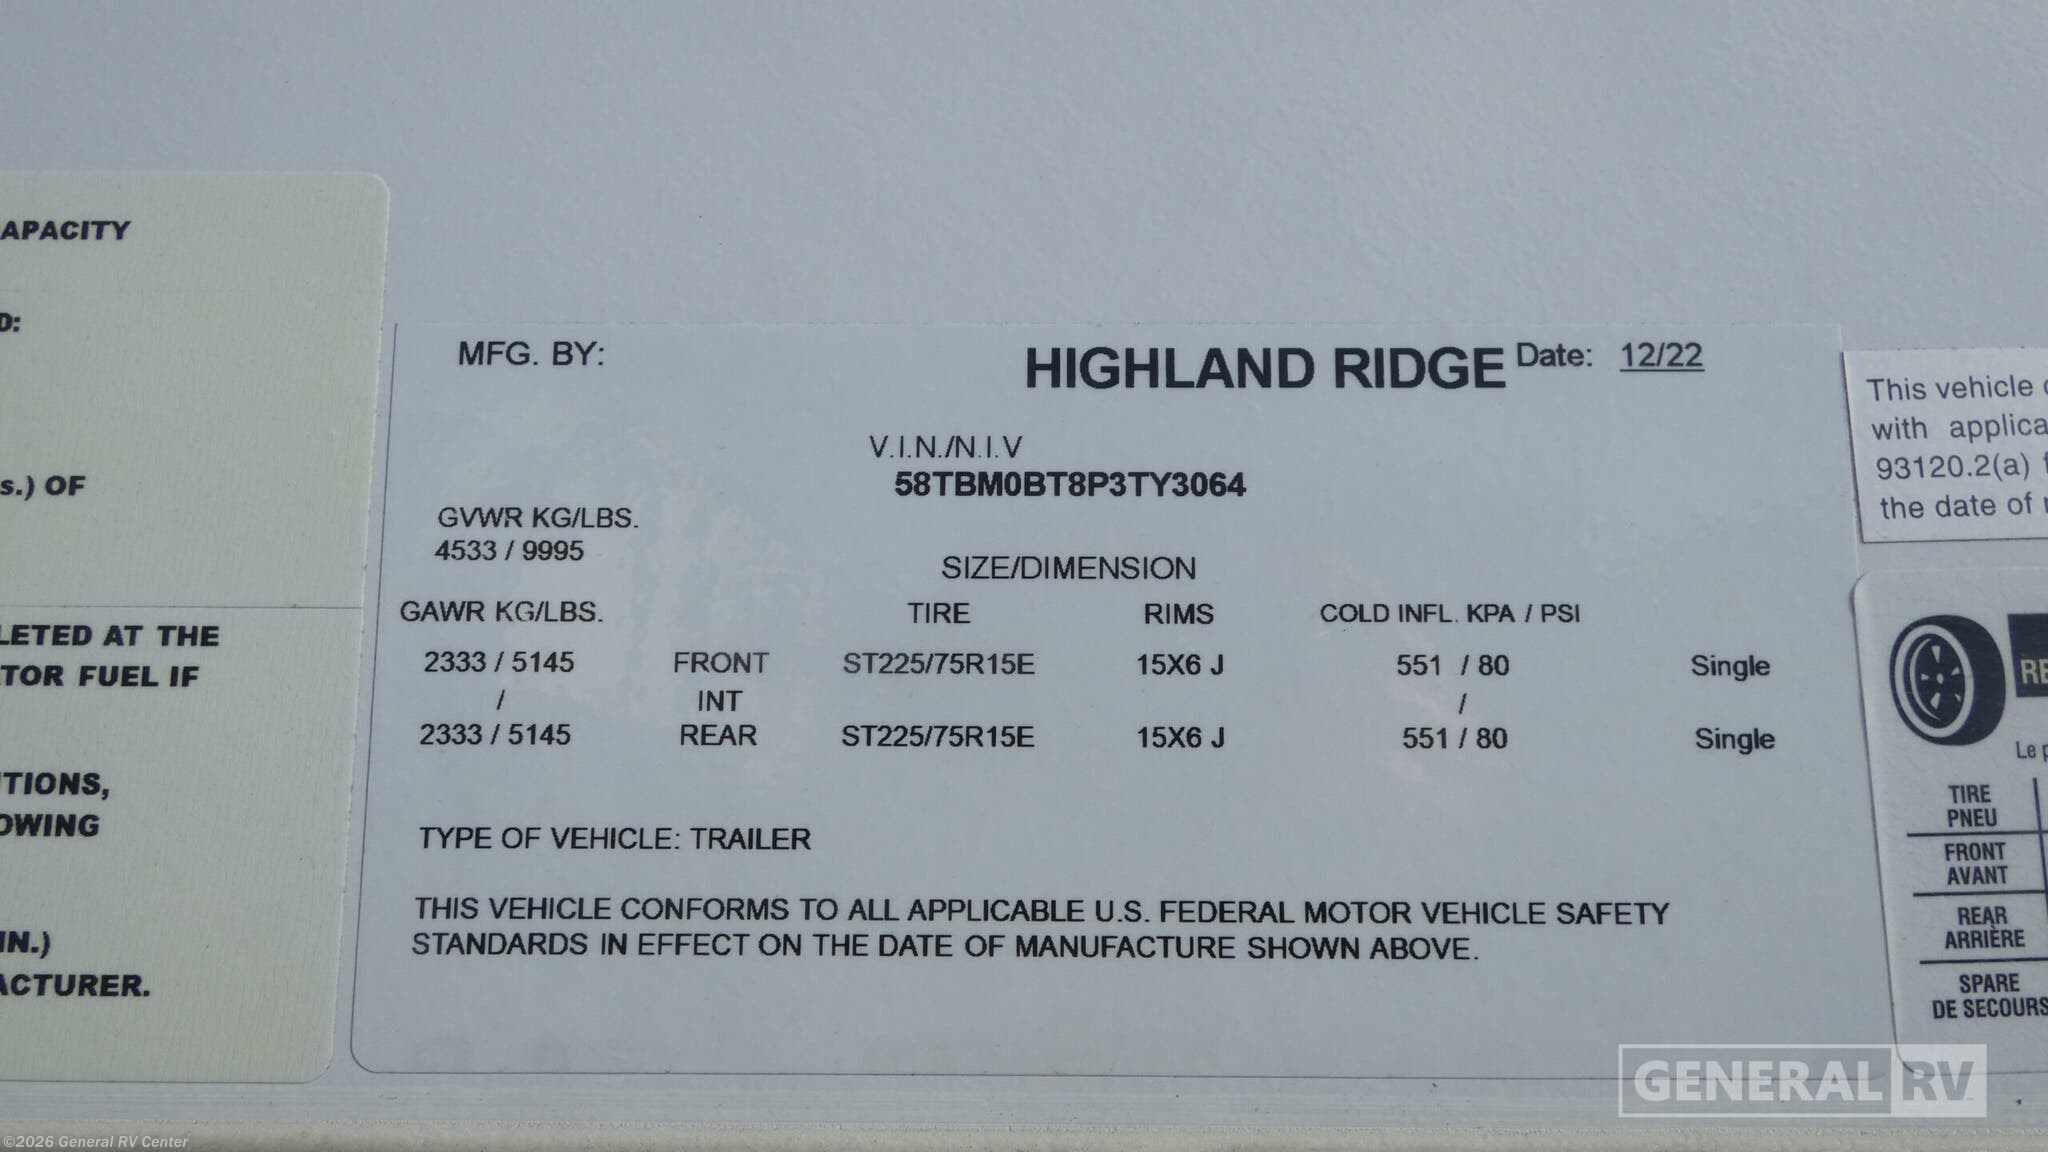 APACITY
D:
s.) OF
LETED AT THE
TOR FUEL IF
TIONS,
OWING
IN.)
ACTURER.
MFG. BY: HIGHLAND RIDGE Date: 12/22
V.I.N./N.I.V
58TBM0BT8P3TY3064
GVWR KG/LBS.
4533 / 9995
SIZE/DIMENSION
GAWR KG/LBS. TIRE RIMS COLD INFL. KPA / PSI
2333 / 5145 FRONT ST225/75R15E 15X6 J 551 / 80 Single
/ INT /
2333 / 5145 REAR ST225/75R15E 15X6 J 551 / 80 Single
TYPE OF VEHICLE: TRAILER
THIS VEHICLE CONFORMS TO ALL APPLICABLE U.S. FEDERAL MOTOR VEHICLE SAFETY
STANDARDS IN EFFECT ON THE DATE OF MANUFACTURE SHOWN ABOVE.
This vehicle
with applica
93120.2(a)
the date of
RE
Le p
TIRE
PNEU
FRONT
AVANT
REAR
ARRIÈRE
SPARE
DE SECOURS
GENERAL RV
©2026 General RV Center